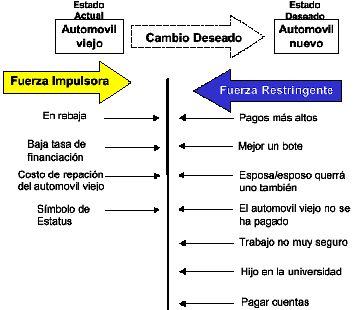 Estado
Actual
Automovil
viejo
Cambio Deseado
Estado
Deseado
Automovil
nuevo
Fuerza Impulsora
Fuerza Restringente
En rebaja
Baja tasa de
financiación
Costo de repación
del automovil viejo
Símbolo de
Estatus
Pagos más altos
Mejor un bote
Esposa/esposo querrá
uno también
El automovil viejo no se
ha pagado
Trabajo no muy seguro
Hijo en la universidad
Pagar cuentas